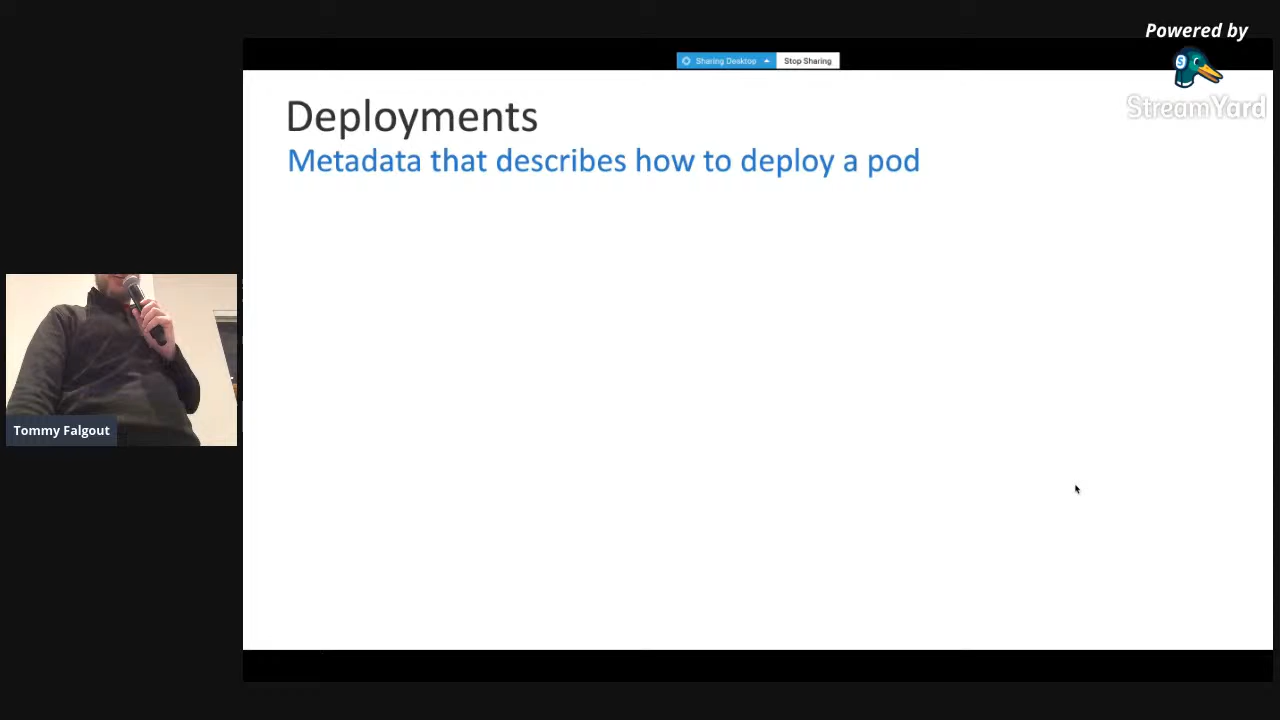 Powered by
StreamYard
Sharing Desktop
Stop Sharing
Deployments
Metadata that describes how to deploy a pod
Tommy Falgout